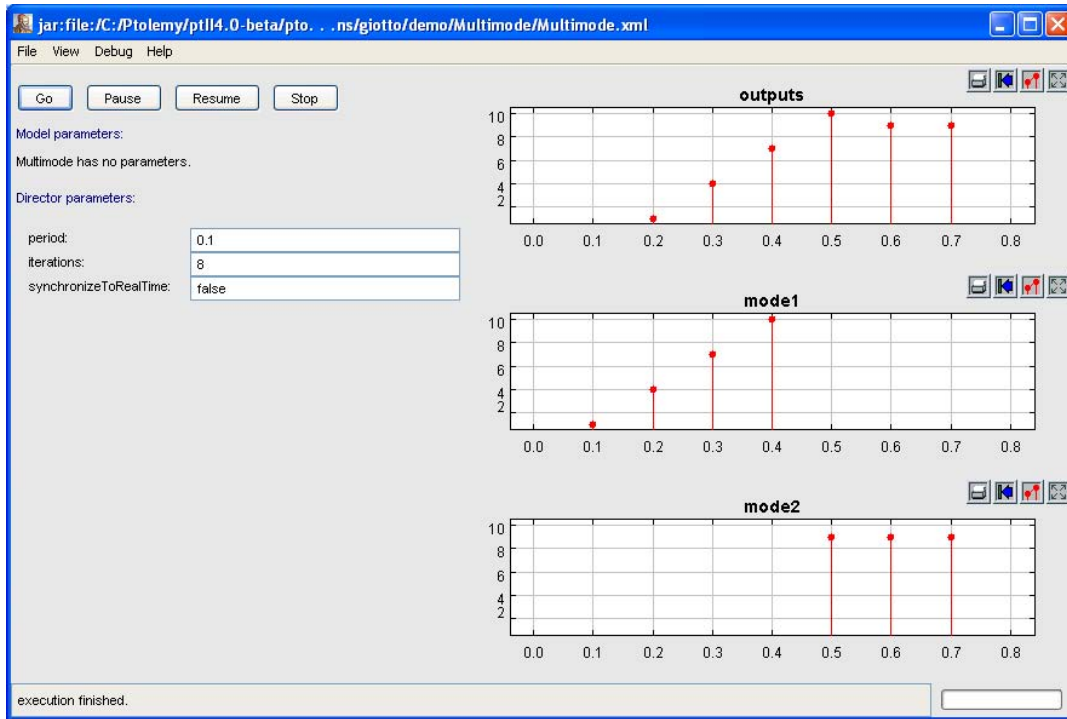 jar:file:/C:/Ptolemy/ptII4.0-beta/pto. . .ns/giotto/demo/Multimode/Multimode.xml
File View Debug Help
Go Pause Resume Stop
Model parameters:
Multimode has no parameters.
Director parameters:
period: 0.1
iterations: 8
synchronizeToRealTime: false
outputs
10
8
6
4
2
0.0 0.1 0.2 0.3 0.4 0.5 0.6 0.7 0.8
mode1
10
8
6
4
2
0.0 0.1 0.2 0.3 0.4 0.5 0.6 0.7 0.8
mode2
10
8
6
4
2
0.0 0.1 0.2 0.3 0.4 0.5 0.6 0.7 0.8
execution finished.